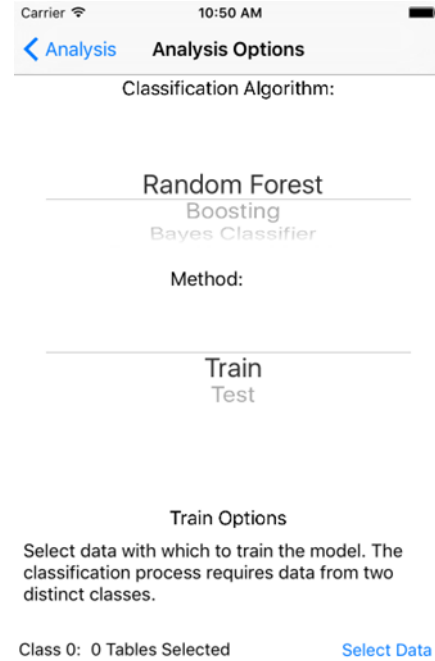 Carrier 10:50 AM
Analysis Analysis Options
Classification Algorithm:
Random Forest
Boosting
Bayes Classifier
Method:
Train
Test
Train Options
Select data with which to train the model. The
classification process requires data from two
distinct classes.
Class 0: 0 Tables Selected Select Data